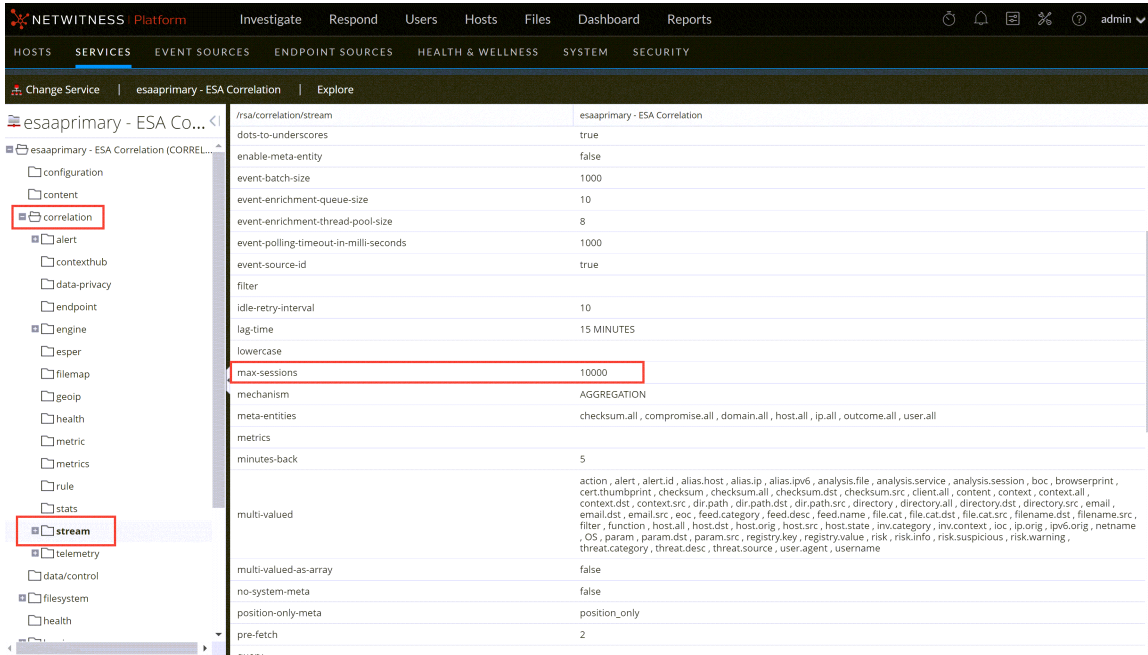 NETWITNESS Platform Investigate Respond Users Hosts Files Dashboard Reports admin
HOSTS SERVICES EVENT SOURCES ENDPOINT SOURCES HEALTH & WELLNESS SYSTEM SECURITY
Change Service | esaaprimary - ESA Correlation | Explore
esaaprimary - ESA Co...
esaaprimary - ESA Correlation (CORREL...
configuration
content
correlation
alert
contexthub
data-privacy
endpoint
engine
esper
filemap
geoip
health
metric
metrics
rule
stats
stream
telemetry
data/control
filesystem
health
/rsa/correlation/stream esaaprimary - ESA Correlation
dots-to-underscores true
enable-meta-entity false
event-batch-size 1000
event-enrichment-queue-size 10
event-enrichment-thread-pool-size 8
event-polling-timeout-in-milli-seconds 1000
event-source-id true
filter
idle-retry-interval 10
lag-time 15 MINUTES
lowercase
max-sessions 10000
mechanism AGGREGATION
meta-entities checksum.all , compromise.all , domain.all , host.all , ip.all , outcome.all , user.all
metrics
minutes-back 5
multi-valued action , alert , alert.id , alias.host , alias.ip , alias.ipv6 , analysis.file , analysis.service , analysis.session , boc , browserprint ,
cert.thumbprint , checksum , checksum.all , checksum.dst , checksum.src , client.all , content , context , context.all ,
context.dst , context.src , dir.path , dir.path.dst , dir.path.src , directory , directory.all , directory.dst , directory.src , email ,
email.dst , email.src , eoc , feed.category , feed.desc , feed.name , file.cat , file.cat.dst , file.cat.src , filename.dst , filename.src ,
filter , function , host.all , host.dst , host.orig , host.src , host.state , inv.category , inv.context , ioc , ip.orig , ipv6.orig , netname
, OS , param , param.dst , param.src , registry.key , registry.value , risk , risk.info , risk.suspicious , risk.warning ,
threat.category , threat.desc , threat.source , user.agent , username
multi-valued-as-array false
no-system-meta false
position-only-meta position_only
pre-fetch 2